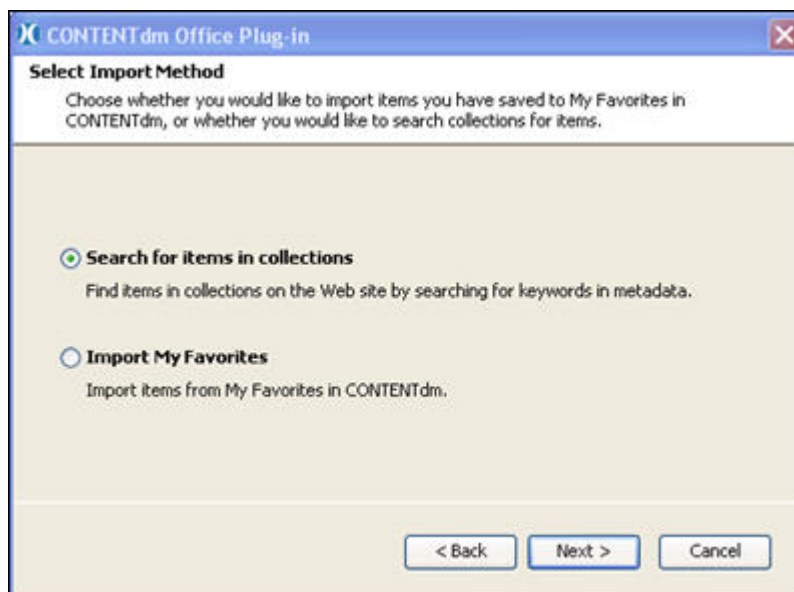 CONTENTdm Office Plug-in
Select Import Method
Choose whether you would like to import items you have saved to My Favorites in
CONTENTdm, or whether you would like to search collections for items.
Search for items in collections
Find items in collections on the Web site by searching for keywords in metadata.
Import My Favorites
Import items from My Favorites in CONTENTdm.
< Back Next > Cancel